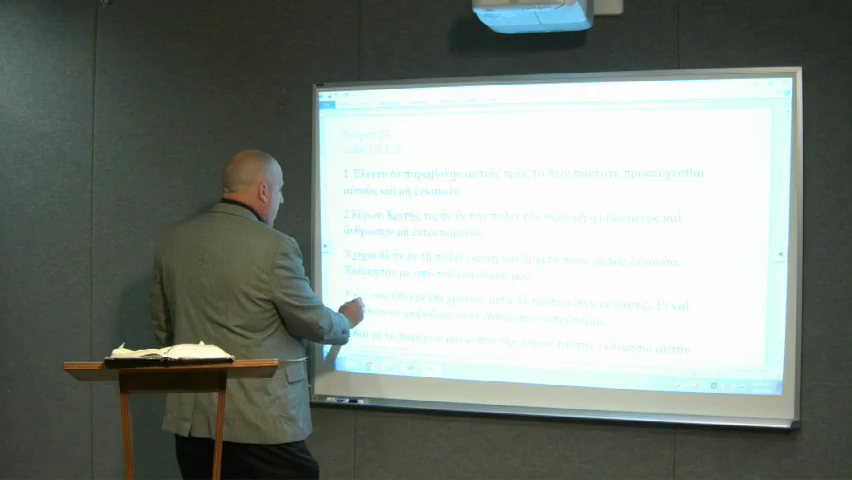 1 Ἔλεγεν δὲ παραβολὴν αὐτοῖς πρὸς τὸ δεῖν πάντοτε προσεύχεσθαι
αὐτοὺς καὶ μὴ ἐγκακεῖν,
2 λέγων, Κριτής τις ἦν ἔν τινι πόλει τὸν θεὸν μὴ φοβούμενος καὶ
ἄνθρωπον μὴ ἐντρεπόμενος.
χήρα δὲ ἦν ἐν τῇ πόλει ἐκείνῃ καὶ ἤρχετο πρὸς αὐτὸν λέγουσα,
Ἐκδίκησόν με ἀπὸ τοῦ ἀντιδίκου μου.
ἤθελεν ἐπὶ χρόνον, μετὰ δὲ ταῦτα εἶπεν ἐν ἑαυτῷ, Εἰ καὶ
φοβοῦμαι οὐδὲ ἄνθρωπον ἐντρέπομαι,
τὸ παρέχειν μοι κόπον τὴν χήραν ταύτην ἐκδικήσω αὐτήν,